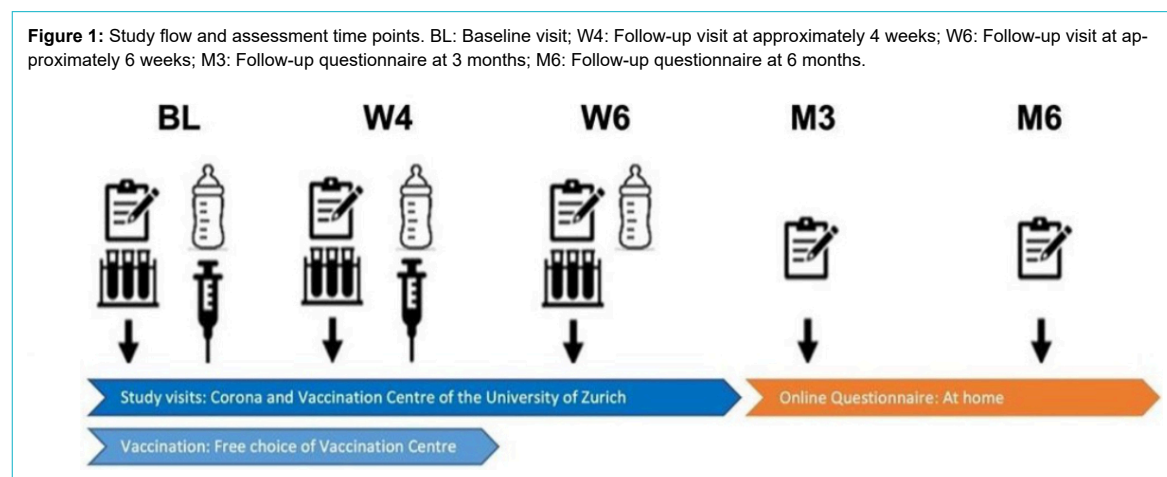 Figure 1: Study flow and assessment time points. BL: Baseline visit; W4: Follow-up visit at approximately 4 weeks; W6: Follow-up visit at ap-
proximately 6 weeks; M3: Follow-up questionnaire at 3 months; M6: Follow-up questionnaire at 6 months.
BL W4 W6 M3 M6
Study visits: Corona and Vaccination Centre of the University of Zurich
Online Questionnaire: At home
Vaccination: Free choice of Vaccination Centre